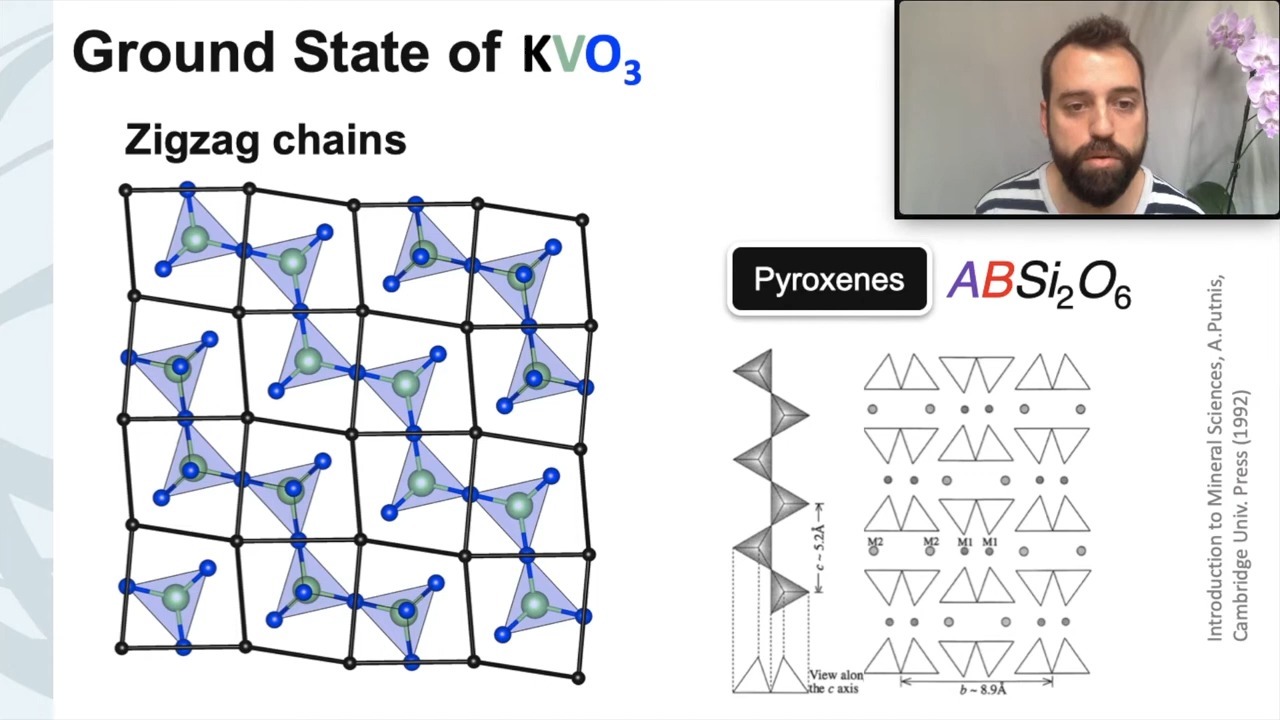 Ground State of KVO3
Zigzag chains
Pyroxenes
ABSi2O6
c ~ 5.2Å
M2 M2 M1 M1
View alon
the c axis
b ~ 8.9Å
Introduction to Mineral Sciences, A.Putnis,
Cambridge Univ. Press (1992)